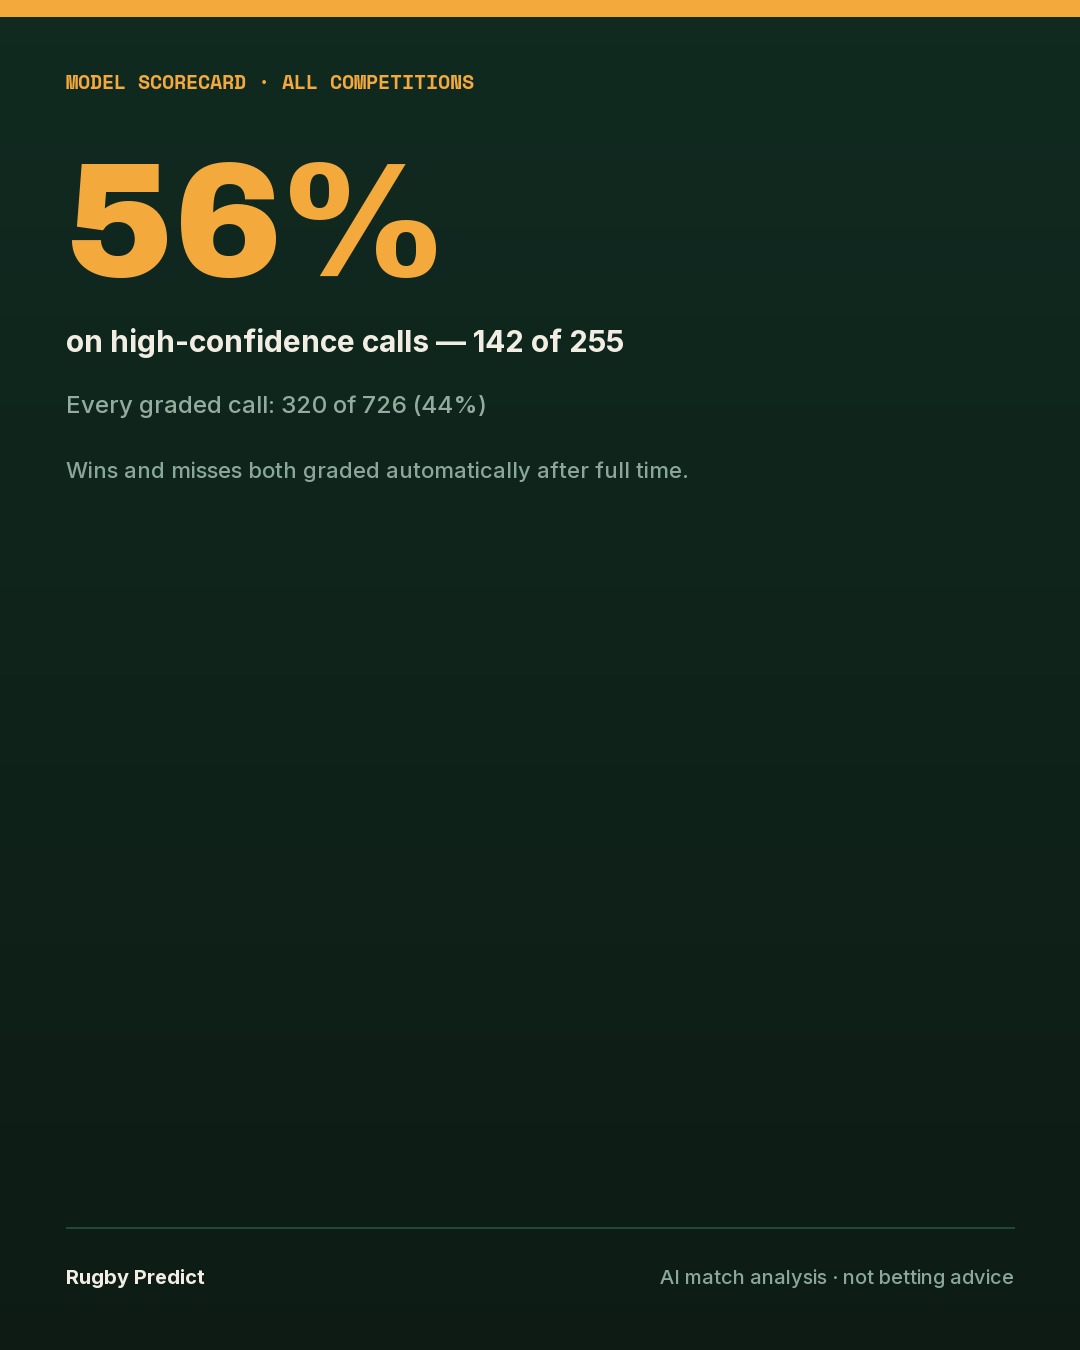 MODEL SCORECARD · ALL COMPETITIONS
56%
on high-confidence calls — 142 of 255
Every graded call: 320 of 726 (44%)
Wins and misses both graded automatically after full time.
Rugby Predict
AI match analysis · not betting advice